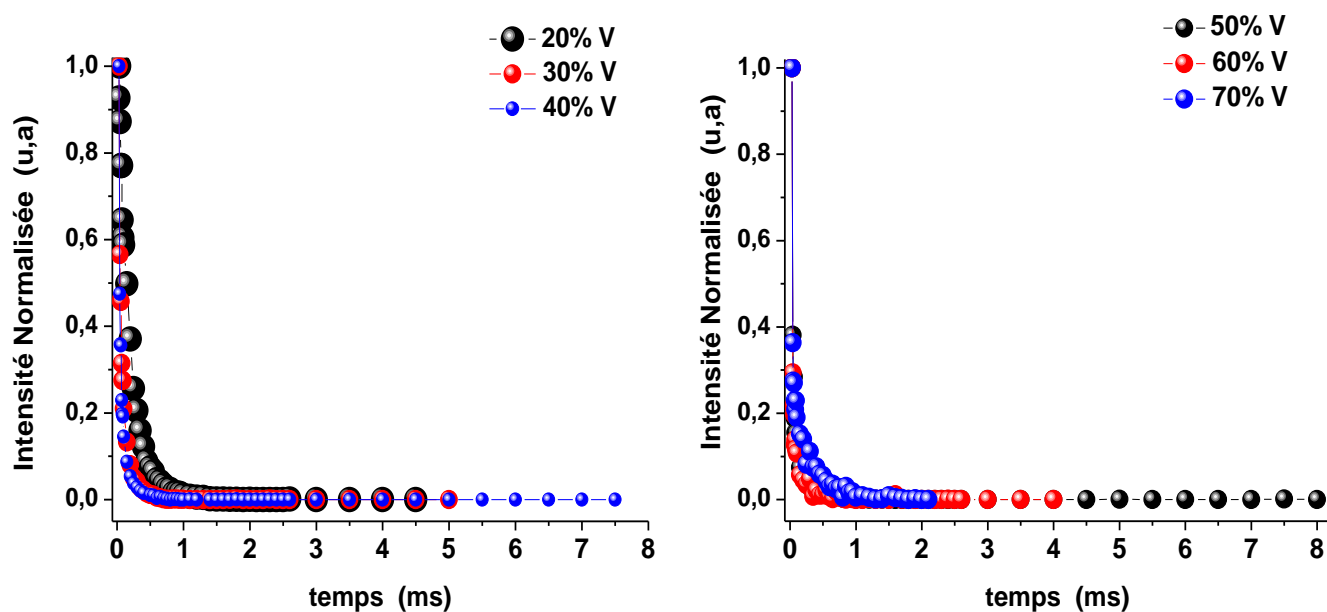 20% V
30% V
40% V
1,0
0,8
0,6
0,4
0,2
0,0
Intensité Normalisée (u,a)
0 1 2 3 4 5 6 7 8
temps (ms)
50% V
60% V
70% V
1,0
0,8
0,6
0,4
0,2
0,0
Intensité Normalisée (u,a)
0 1 2 3 4 5 6 7 8
temps (ms)